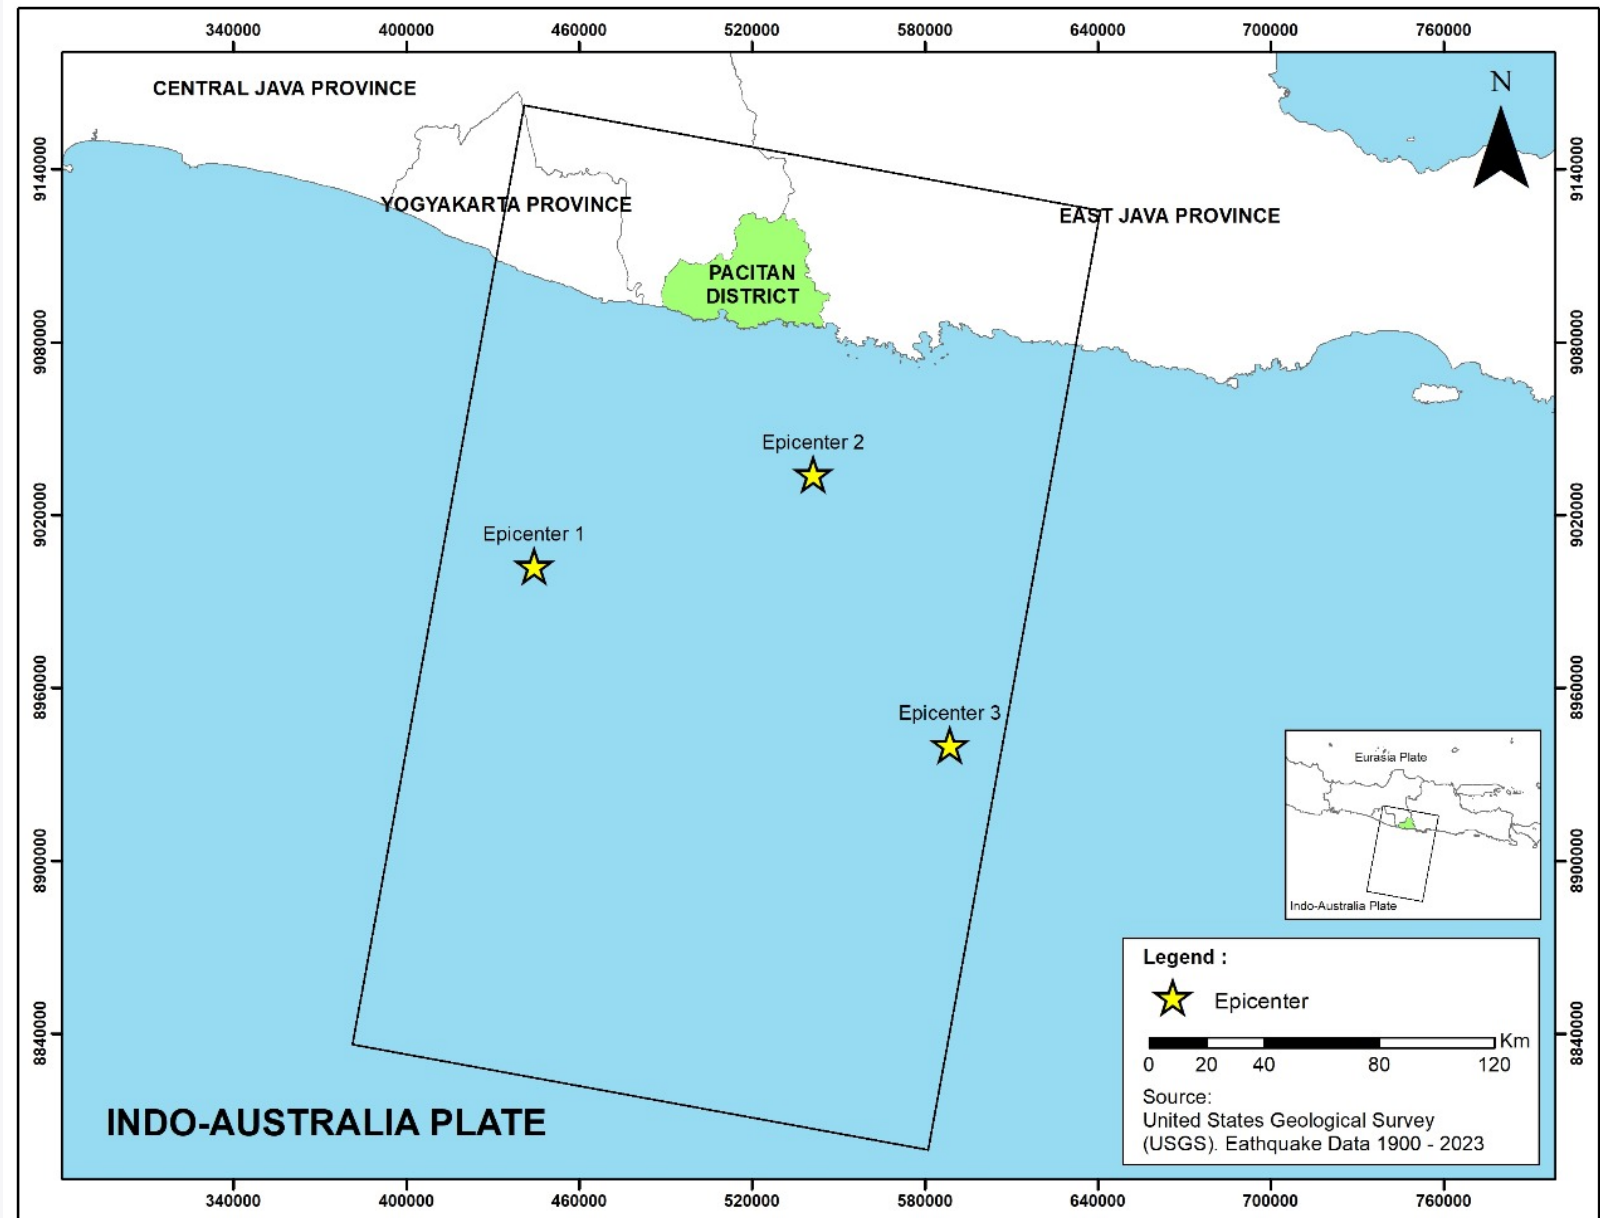 340000 400000 460000 520000 580000 640000 700000 760000
N
CENTRAL JAVA PROVINCE
9140000 9140000
YOGYAKARTA PROVINCE
EAST JAVA PROVINCE
PACITAN
DISTRICT
9080000 9080000
Epicenter 2
9020000 9020000
Epicenter 1
8960000 8960000
Epicenter 3
Eurasia Plate
Indo-Australia Plate
8900000 8900000
Legend :
Epicenter
8840000 8840000
Km
0 20 40 80 120
Source:
United States Geological Survey
(USGS). Eathquake Data 1900 - 2023
INDO-AUSTRALIA PLATE
340000 400000 460000 520000 580000 640000 700000 760000